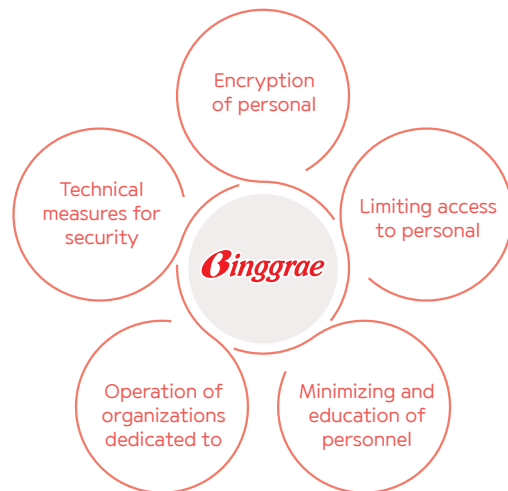 Encryption
of personal
Technical
measures for
security
Limiting access
to personal
Binggrae
Operation of
organizations
dedicated to
Minimizing and
education of
personnel